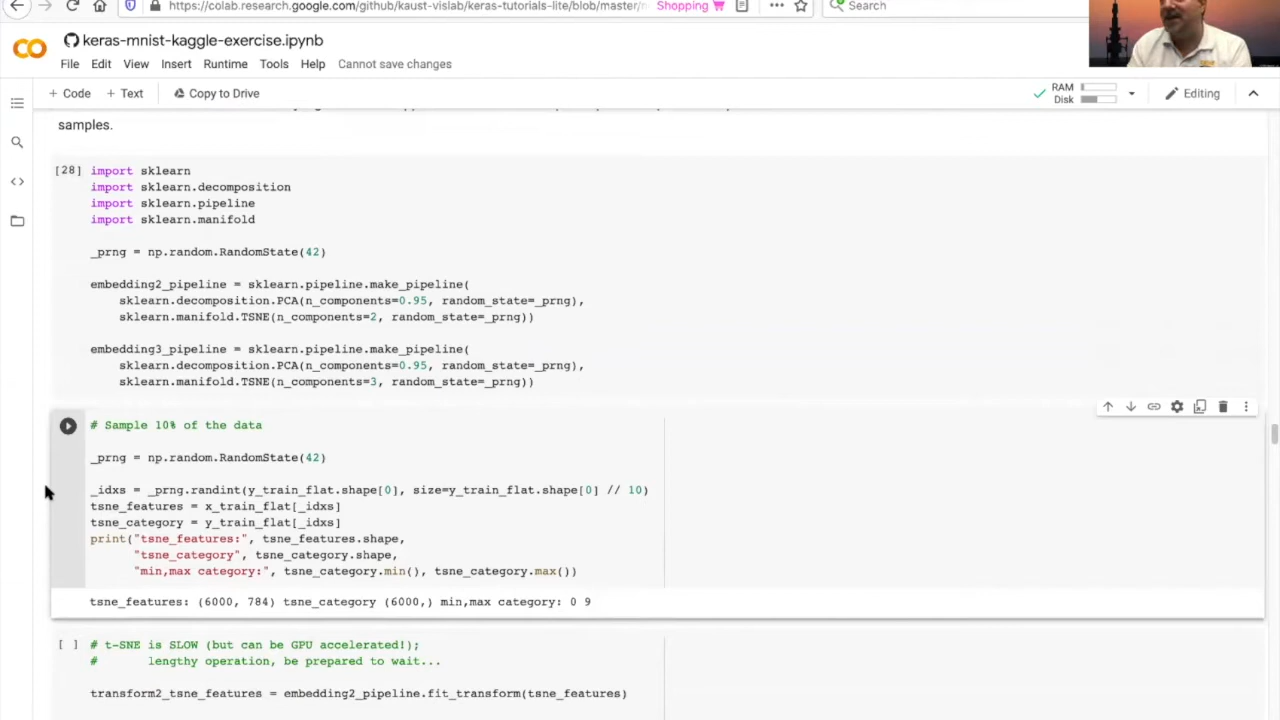 https://colab.research.google.com/github/kaust-vislab/keras-tutorials-lite/blob/master/
Shopping
Search
keras-mnist-kaggle-exercise.ipynb
File Edit View Insert Runtime Tools Help Cannot save changes
+ Code + Text Copy to Drive
RAM
Disk
Editing
samples.
[28] import sklearn
import sklearn.decomposition
import sklearn.pipeline
import sklearn.manifold
_prng = np.random.RandomState(42)
embedding2_pipeline = sklearn.pipeline.make_pipeline(
sklearn.decomposition.PCA(n_components=0.95, random_state=_prng),
sklearn.manifold.TSNE(n_components=2, random_state=_prng))
embedding3_pipeline = sklearn.pipeline.make_pipeline(
sklearn.decomposition.PCA(n_components=0.95, random_state=_prng),
sklearn.manifold.TSNE(n_components=3, random_state=_prng))
# Sample 10% of the data
_prng = np.random.RandomState(42)
_idxs = _prng.randint(y_train_flat.shape[0], size=y_train_flat.shape[0] // 10)
tsne_features = x_train_flat[_idxs]
tsne_category = y_train_flat[_idxs]
print("tsne_features:", tsne_features.shape,
"tsne_category", tsne_category.shape,
"min,max category:", tsne_category.min(), tsne_category.max())
tsne_features: (6000, 784) tsne_category (6000,) min,max category: 0 9
[ ] # t-SNE is SLOW (but can be GPU accelerated!);
# lengthy operation, be prepared to wait...
transform2_tsne_features = embedding2_pipeline.fit_transform(tsne_features)